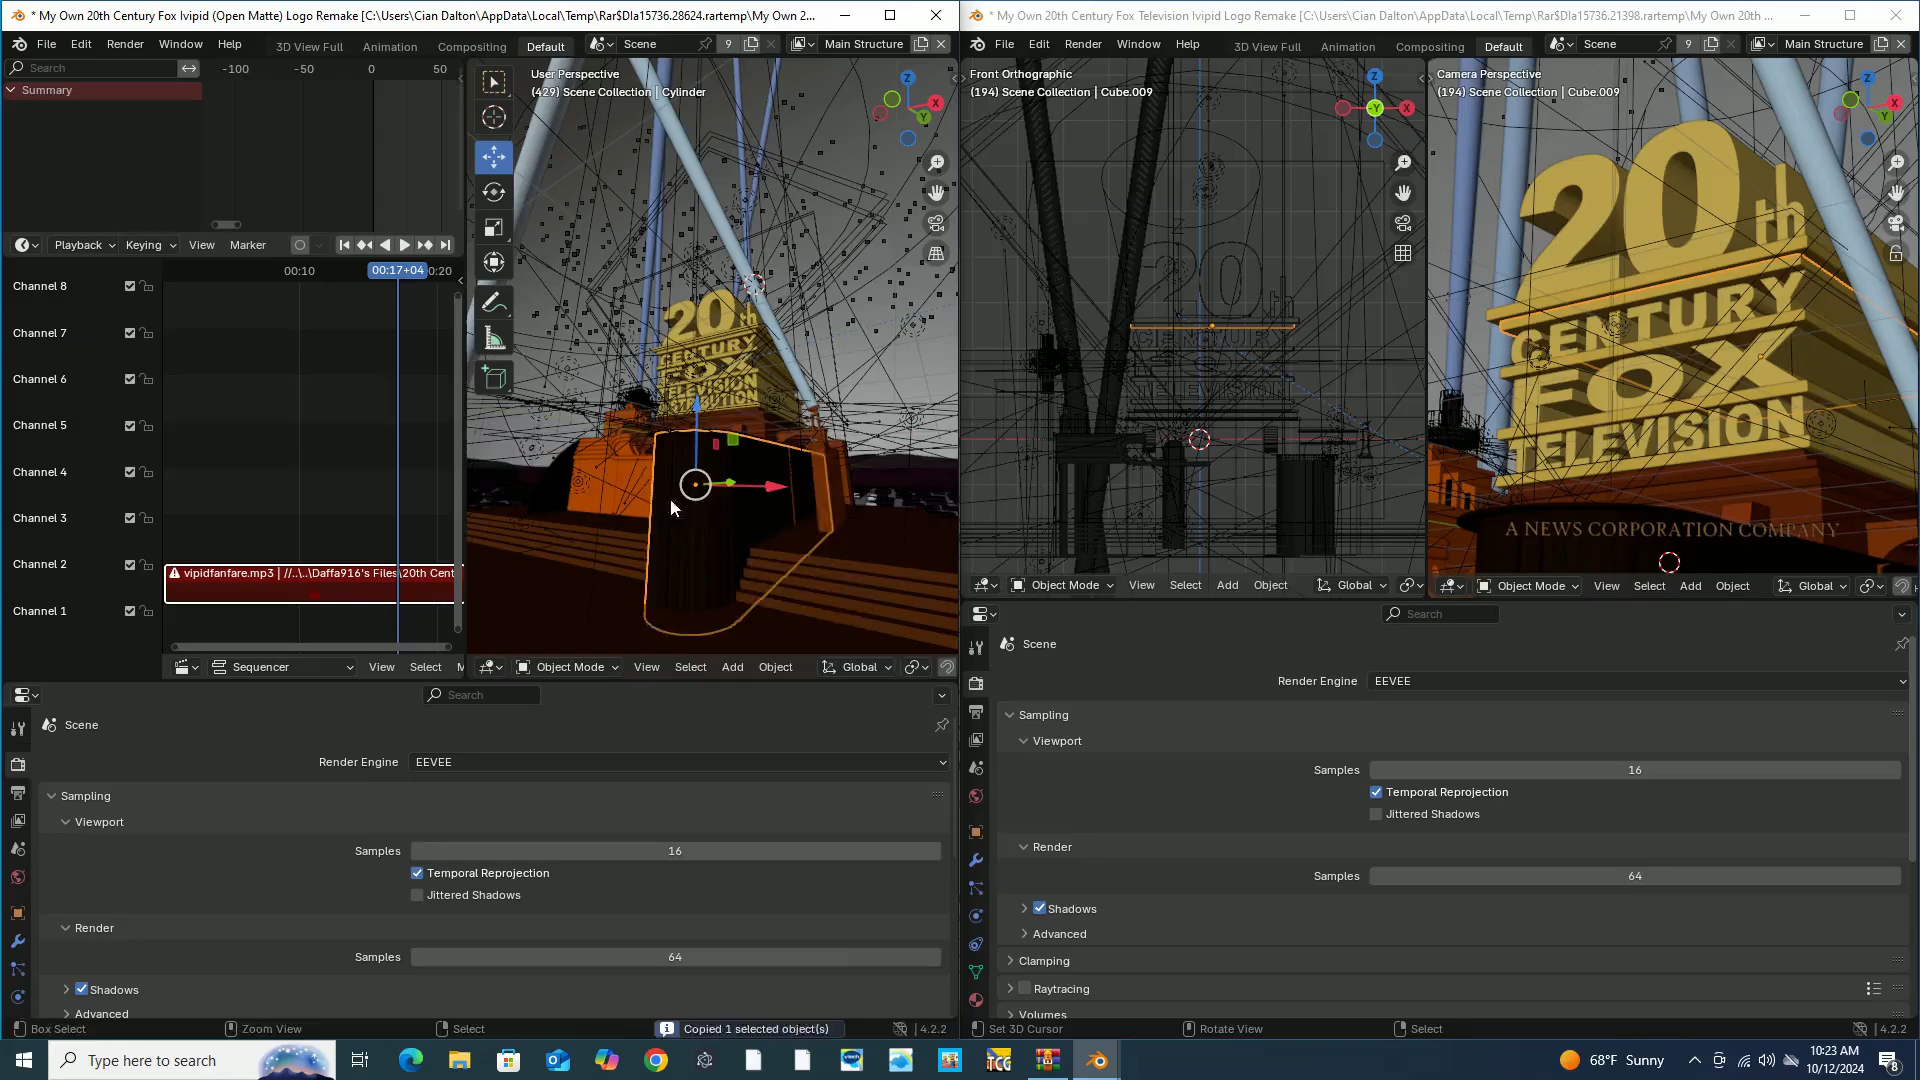 * My Own 20th Century Fox Ivipid (Open Matte) Logo Remake [C:\Users\Cian Dalton\AppData\Local\Temp\Rar$DIa15736.28624.rartemp\My Own 2...
File Edit Render Window Help 3D View Full Animation Compositing Default Scene 9 Main Structure
Search -100 -50 0 50
Summary
Playback Keying View Marker
00:10 00:17+04 0:20
Channel 8
Channel 7
Channel 6
Channel 5
Channel 4
Channel 3
Channel 2
vipidfanfare.mp3 | //..\..\Daffa916's Files\20th Cent
Channel 1
Sequencer View Select M
User Perspective
(429) Scene Collection | Cylinder
Z X Y
20th
CENTURY
FOX
TELEVISION
Object Mode View Select Add Object Global
Search
Scene
Render Engine EEVEE
Sampling
Viewport
Samples 16
Temporal Reprojection
Jittered Shadows
Render
Samples 64
Shadows
Advanced
Box Select Zoom View Select Copied 1 selected object(s) 4.2.2
* My Own 20th Century Fox Television Ivipid Logo Remake [C:\Users\Cian Dalton\AppData\Local\Temp\Rar$DIa15736.21398.rartemp\My Own 20th ...
File Edit Render Window Help 3D View Full Animation Compositing Default Scene 9 Main Structure
Front Orthographic
(194) Scene Collection | Cube.009
Z -Y X
20th
CENTURY
TELEVISION
Object Mode View Select Add Object Global
Camera Perspective
(194) Scene Collection | Cube.009
Z X Y
20th
CENTURY
FOX
TELEVISION
A NEWS CORPORATION COMPANY
Object Mode View Select Add Object Global
Search
Scene
Render Engine EEVEE
Sampling
Viewport
Samples 16
Temporal Reprojection
Jittered Shadows
Render
Samples 64
Shadows
Advanced
Clamping
Raytracing
Volumes
Set 3D Cursor Rotate View Select 4.2.2
Type here to search
vtech
TCG
68°F Sunny
10:23 AM
10/12/2024
8